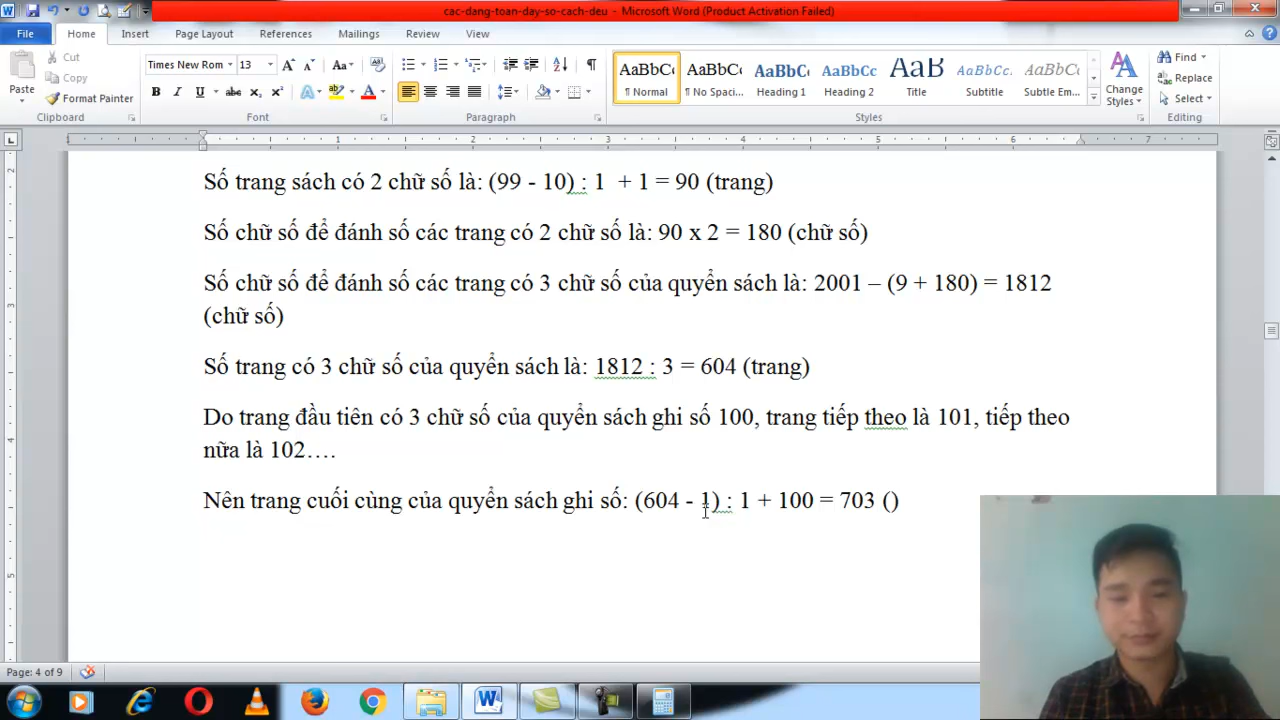 cac-dang-toan-day-so-cach-deu - Microsoft Word (Product Activation Failed)
File Home Insert Page Layout References Mailings Review View
Paste
Cut
Copy
Format Painter
Clipboard
Times New Rom 13
Font
Paragraph
AaBbCc AaBbCc AaBbCc AaBbCc AaB AaBbCc AaBbCc
¶ Normal ¶ No Spaci... Heading 1 Heading 2 Title Subtitle Subtle Em...
Styles
Change Styles
Find
Replace
Select
Editing
1 2 3 4 5 6 7
Số trang sách có 2 chữ số là: (99 - 10) : 1 + 1 = 90 (trang)
Số chữ số để đánh số các trang có 2 chữ số là: 90 x 2 = 180 (chữ số)
Số chữ số để đánh số các trang có 3 chữ số của quyển sách là: 2001 – (9 + 180) = 1812
(chữ số)
Số trang có 3 chữ số của quyển sách là: 1812 : 3 = 604 (trang)
Do trang đầu tiên có 3 chữ số của quyển sách ghi số 100, trang tiếp theo là 101, tiếp theo
nữa là 102….
Nên trang cuối cùng của quyển sách ghi số: (604 - 1) : 1 + 100 = 703 ()
Page: 4 of 9